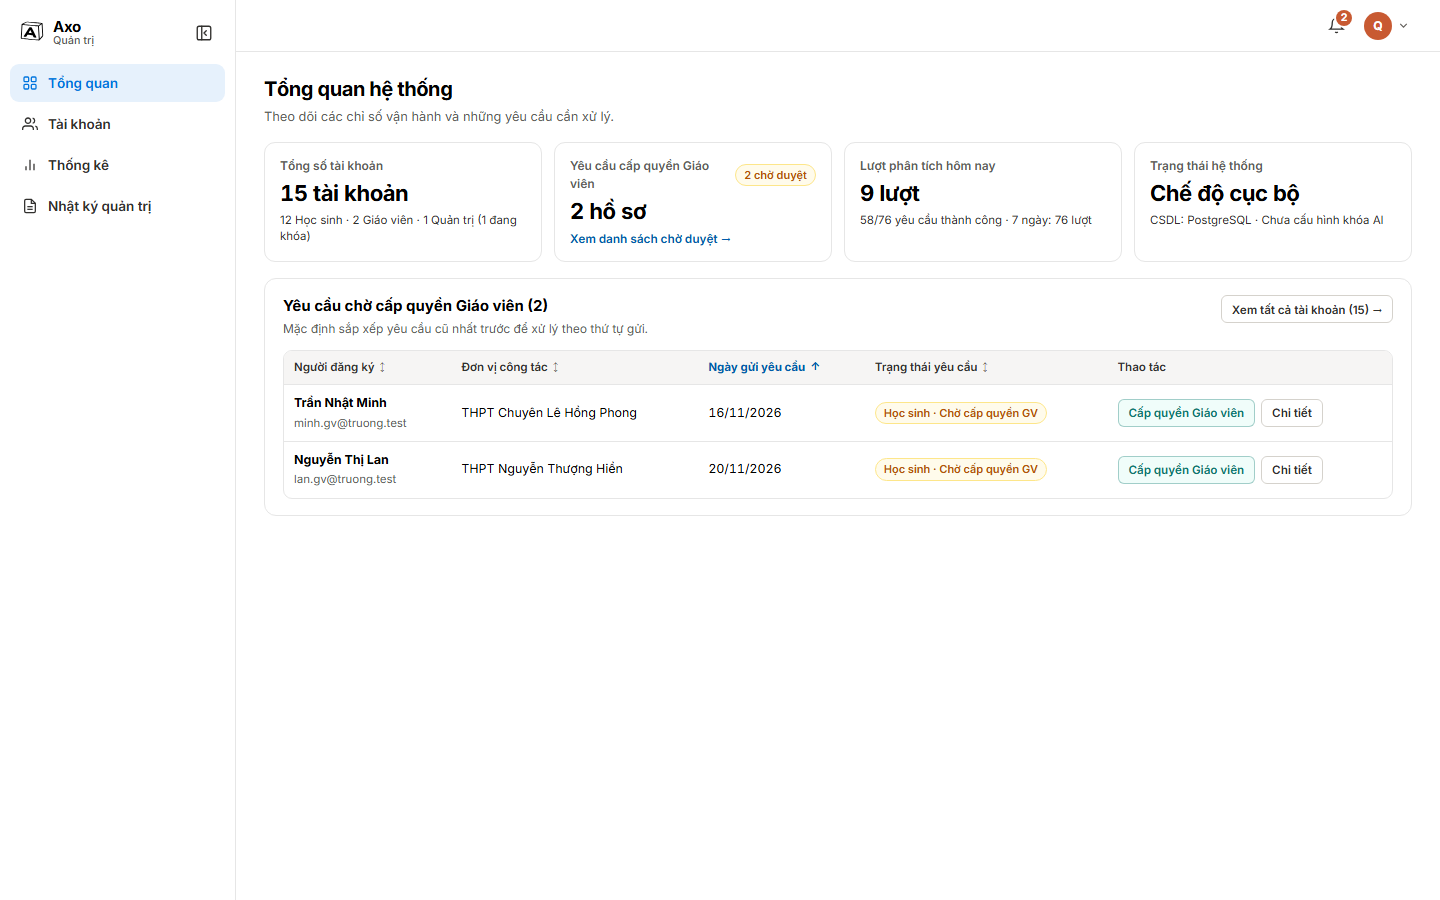 Axo
Quản trị
2
Q
Tổng quan
Tài khoản
Thống kê
Nhật ký quản trị
Tổng quan hệ thống
Theo dõi các chỉ số vận hành và những yêu cầu cần xử lý.
Tổng số tài khoản
15 tài khoản
12 Học sinh · 2 Giáo viên · 1 Quản trị (1 đang
khóa)
Yêu cầu cấp quyền Giáo
viên
2 chờ duyệt
2 hồ sơ
Xem danh sách chờ duyệt →
Lượt phân tích hôm nay
9 lượt
58/76 yêu cầu thành công · 7 ngày: 76 lượt
Trạng thái hệ thống
Chế độ cục bộ
CSDL: PostgreSQL · Chưa cấu hình khóa AI
Yêu cầu chờ cấp quyền Giáo viên (2)
Mặc định sắp xếp yêu cầu cũ nhất trước để xử lý theo thứ tự gửi.
Xem tất cả tài khoản (15) →
Người đăng ký ↕ Đơn vị công tác ↕ Ngày gửi yêu cầu ↑ Trạng thái yêu cầu ↕ Thao tác
Trần Nhật Minh
minh.gv@truong.test
THPT Chuyên Lê Hồng Phong 16/11/2026 Học sinh · Chờ cấp quyền GV Cấp quyền Giáo viên Chi tiết
Nguyễn Thị Lan
lan.gv@truong.test
THPT Nguyễn Thượng Hiền 20/11/2026 Học sinh · Chờ cấp quyền GV Cấp quyền Giáo viên Chi tiết